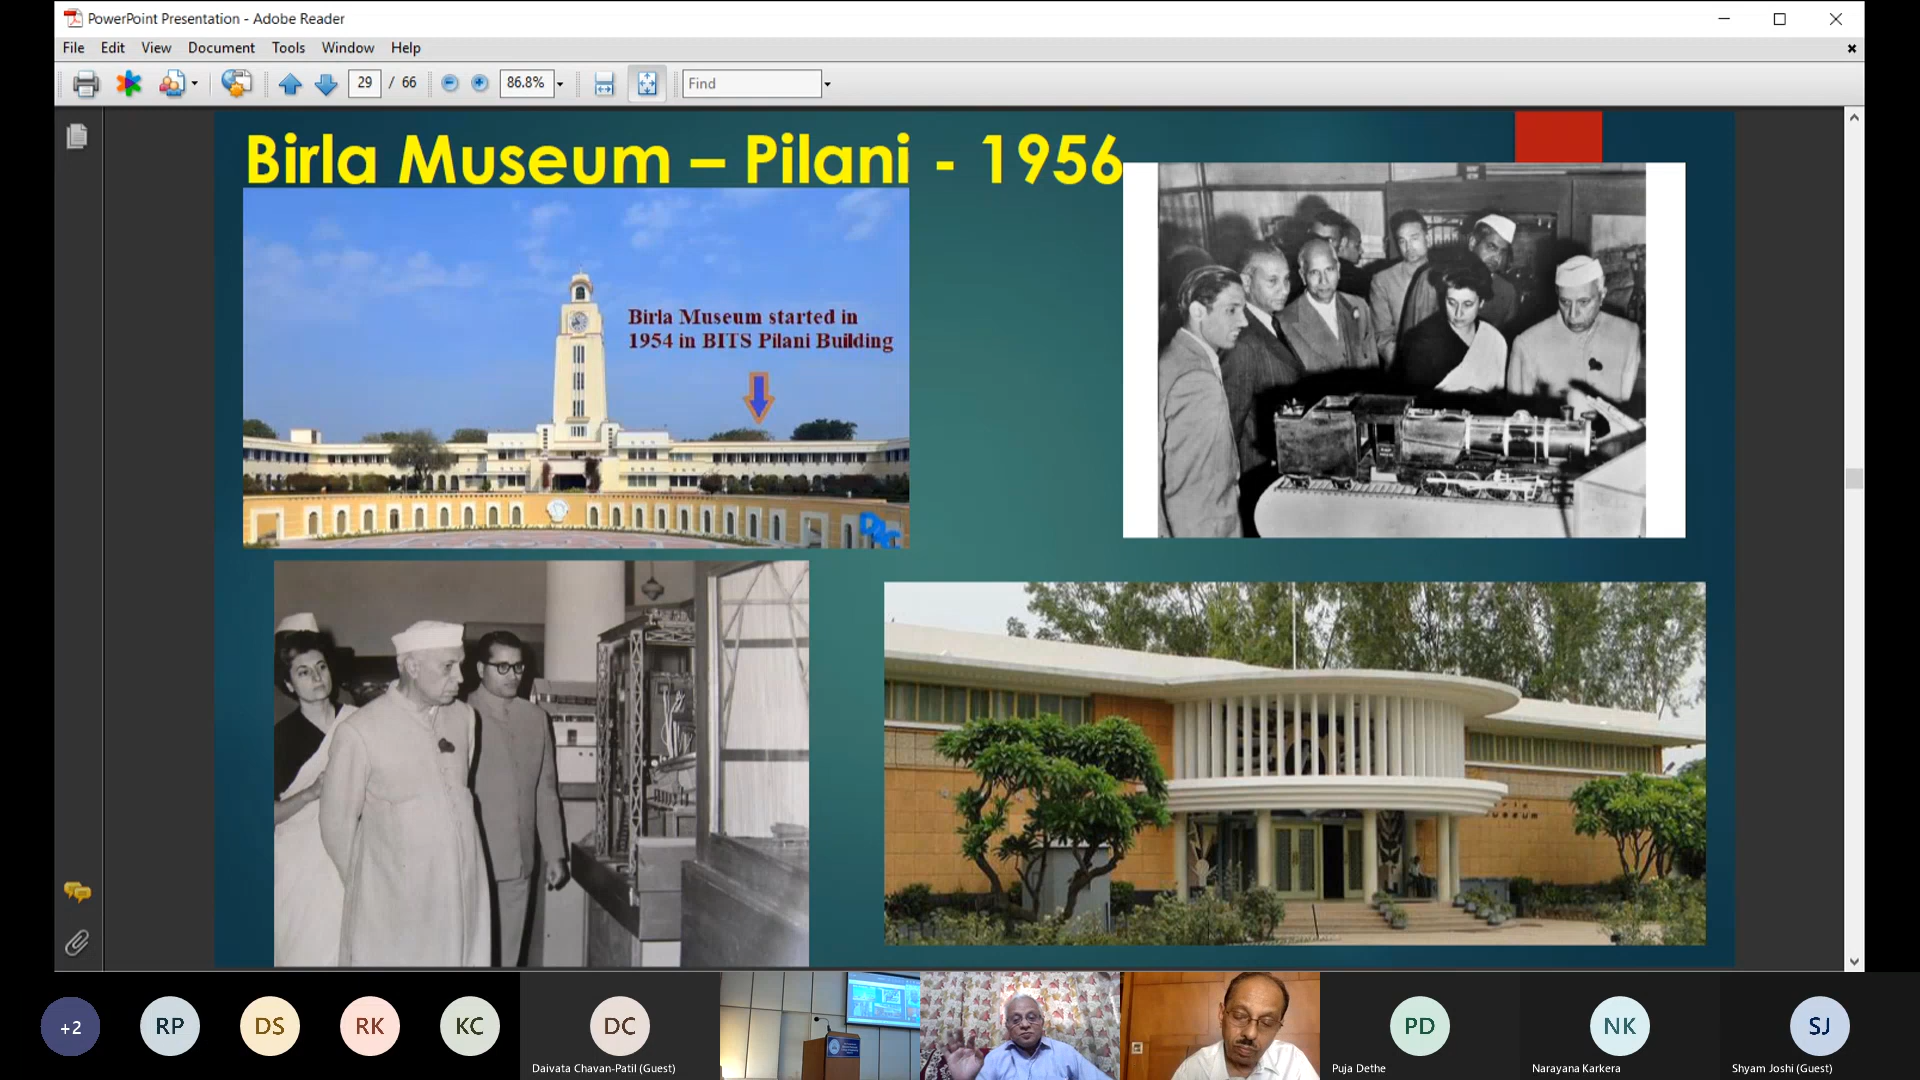 PowerPoint Presentation - Adobe Reader
File Edit View Document Tools Window Help
29 / 66 86.8% Find
Birla Museum – Pilani - 1956
Birla Museum started in
1954 in BITS Pilani Building
museum
+2 RP DS RK KC DC PD NK SJ
Daivata Chavan-Patil (Guest) Puja Dethe Narayana Karkera Shyam Joshi (Guest)